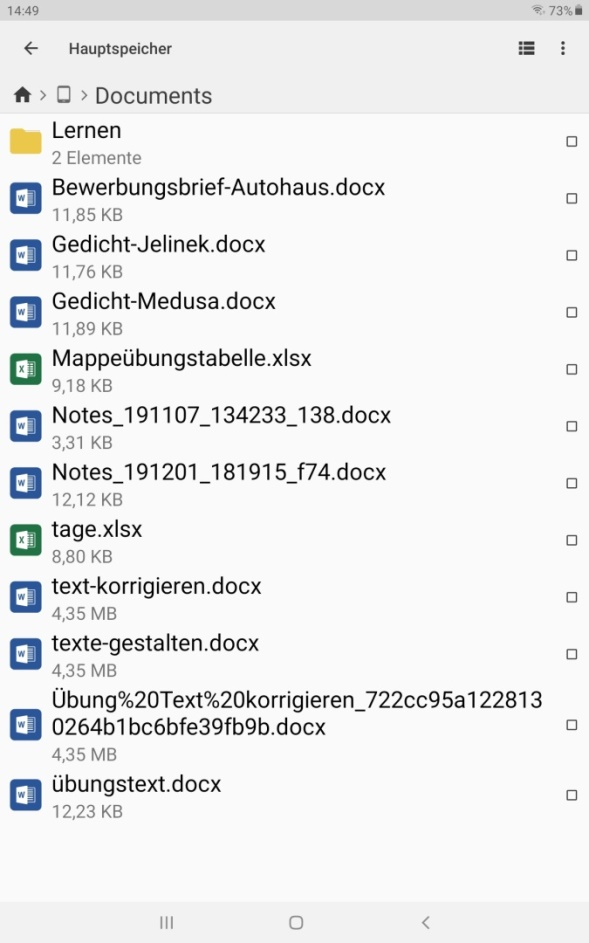 14:49
73%
Hauptspeicher
Documents
Lernen
2 Elemente
Bewerbungsbrief-Autohaus.docx
11,85 KB
Gedicht-Jelinek.docx
11,76 KB
Gedicht-Medusa.docx
11,89 KB
Mappeübungstabelle.xlsx
9,18 KB
Notes_191107_134233_138.docx
3,31 KB
Notes_191201_181915_f74.docx
12,12 KB
tage.xlsx
8,80 KB
text-korrigieren.docx
4,35 MB
texte-gestalten.docx
4,35 MB
Übung%20Text%20korrigieren_722cc95a122813
0264b1bc6bfe39fb9b.docx
4,35 MB
übungstext.docx
12,23 KB